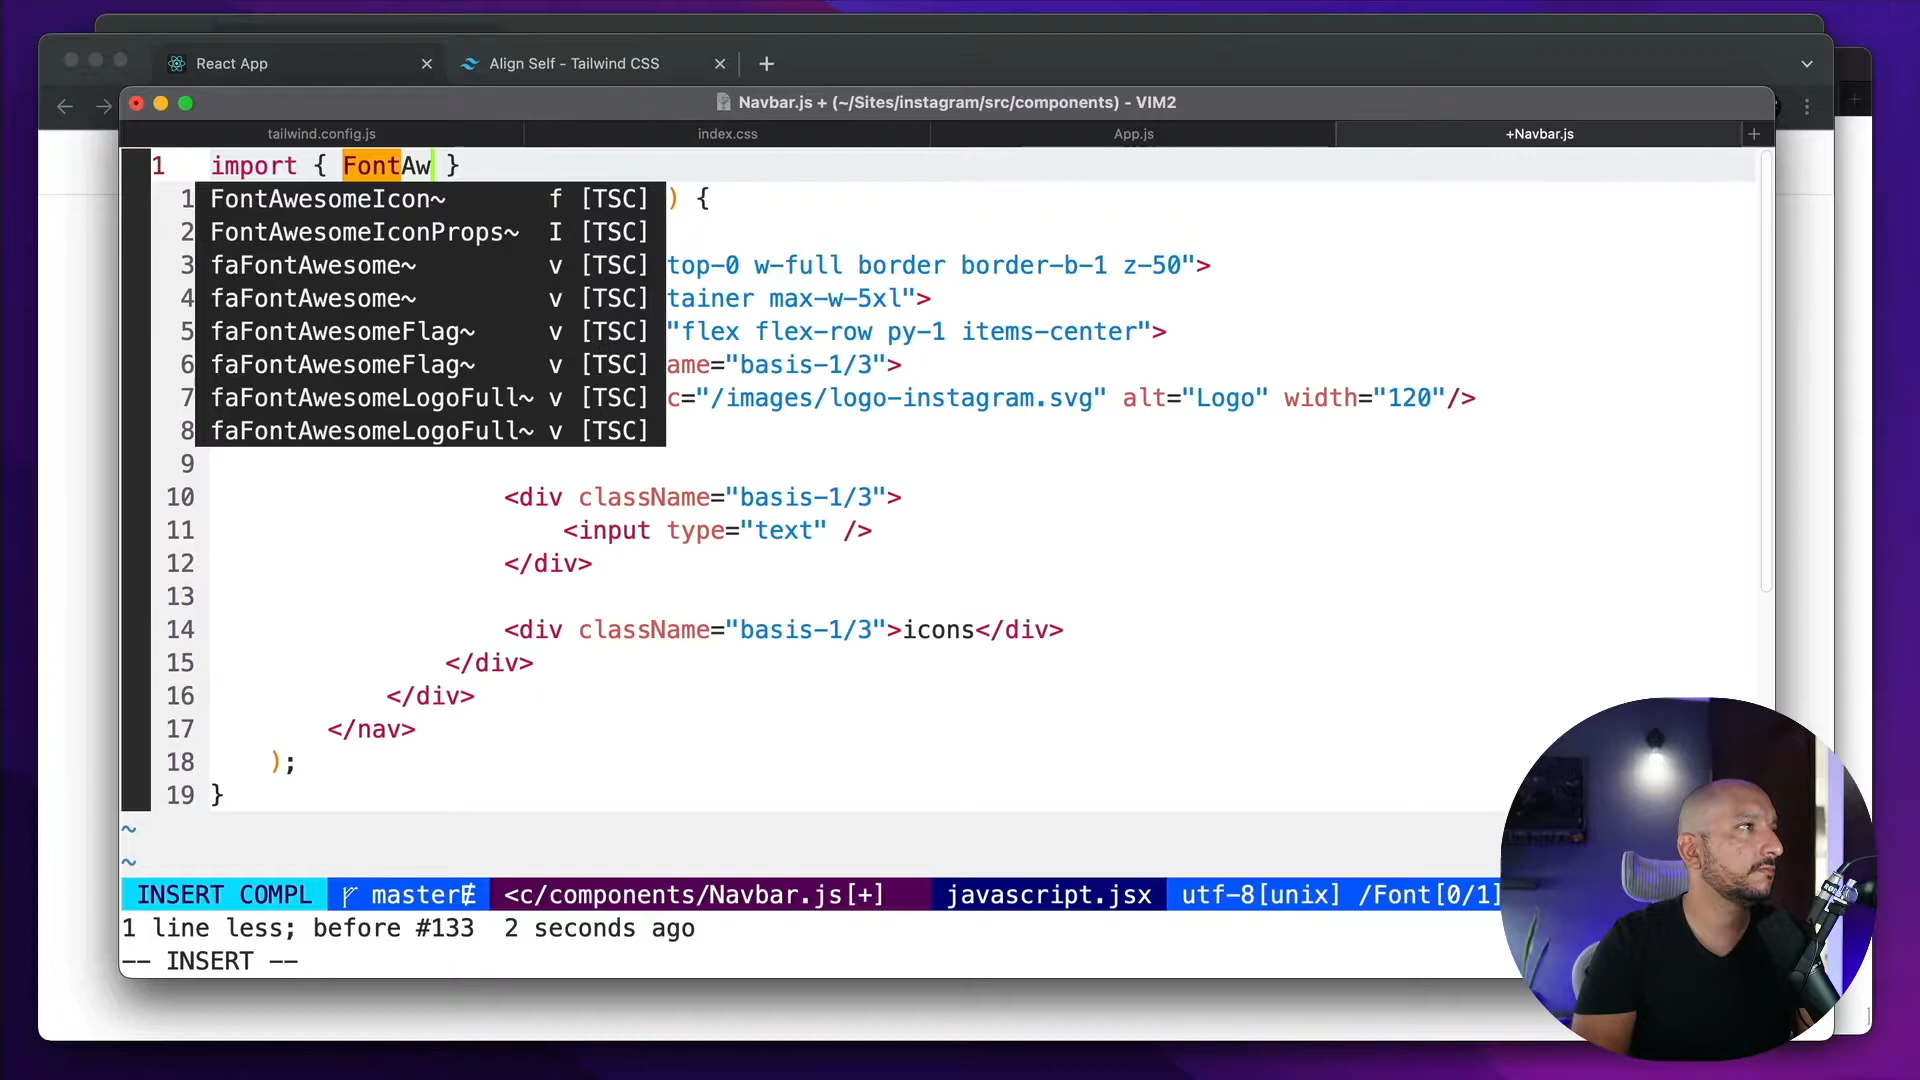 React App
Align Self - Tailwind CSS
Navbar.js + (~/Sites/instagram/src/components) - VIM2
tailwind.config.js
index.css
App.js
+Navbar.js
1 import { FontAw }
1 FontAwesomeIcon~ f [TSC] ) {
2 FontAwesomeIconProps~ I [TSC]
3 faFontAwesome~ v [TSC] top-0 w-full border border-b-1 z-50">
4 faFontAwesome~ v [TSC] tainer max-w-5xl">
5 faFontAwesomeFlag~ v [TSC] "flex flex-row py-1 items-center">
6 faFontAwesomeFlag~ v [TSC] ame="basis-1/3">
7 faFontAwesomeLogoFull~ v [TSC] c="/images/logo-instagram.svg" alt="Logo" width="120"/>
8 faFontAwesomeLogoFull~ v [TSC]
9
10 <div className="basis-1/3">
11 <input type="text" />
12 </div>
13
14 <div className="basis-1/3">icons</div>
15 </div>
16 </div>
17 </nav>
18 );
19 }
~
~
INSERT COMPL master <c/components/Navbar.js[+] javascript.jsx utf-8[unix] /Font[0/1]
1 line less; before #133 2 seconds ago
-- INSERT --